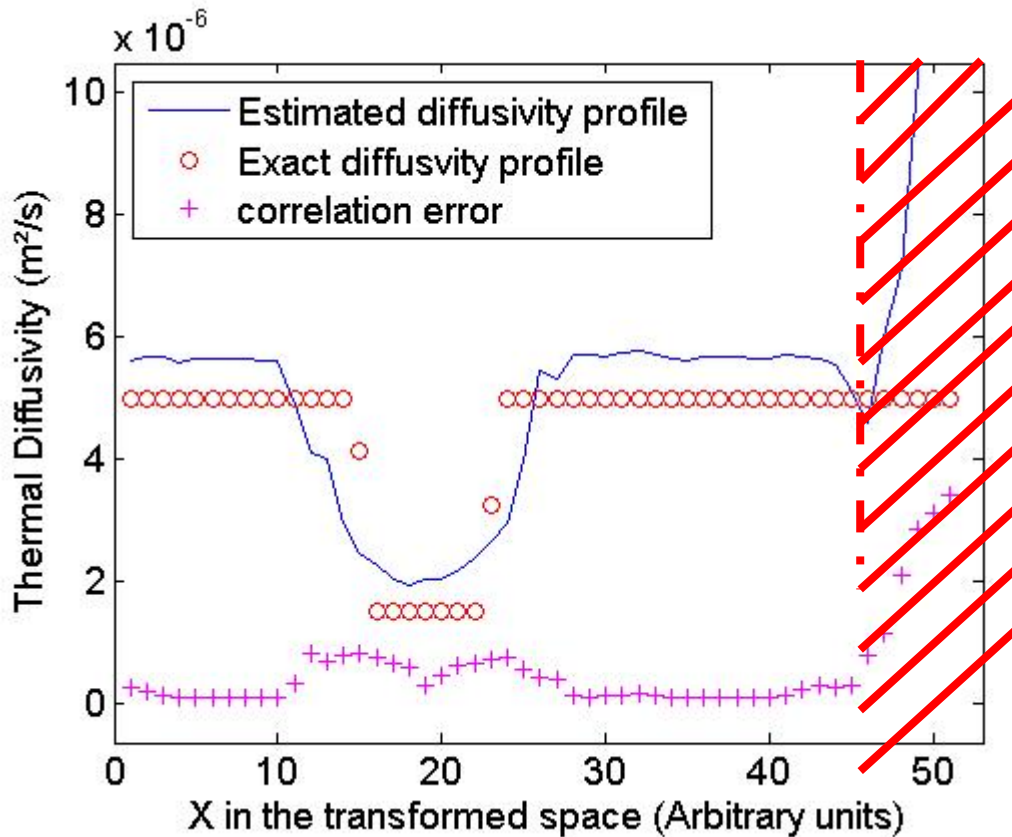 x 10⁻⁶
10
8
6
4
2
0
Thermal Diffusivity (m²/s)
Estimated diffusivity profile
Exact diffusvity profile
correlation error
0 10 20 30 40 50
X in the transformed space (Arbitrary units)